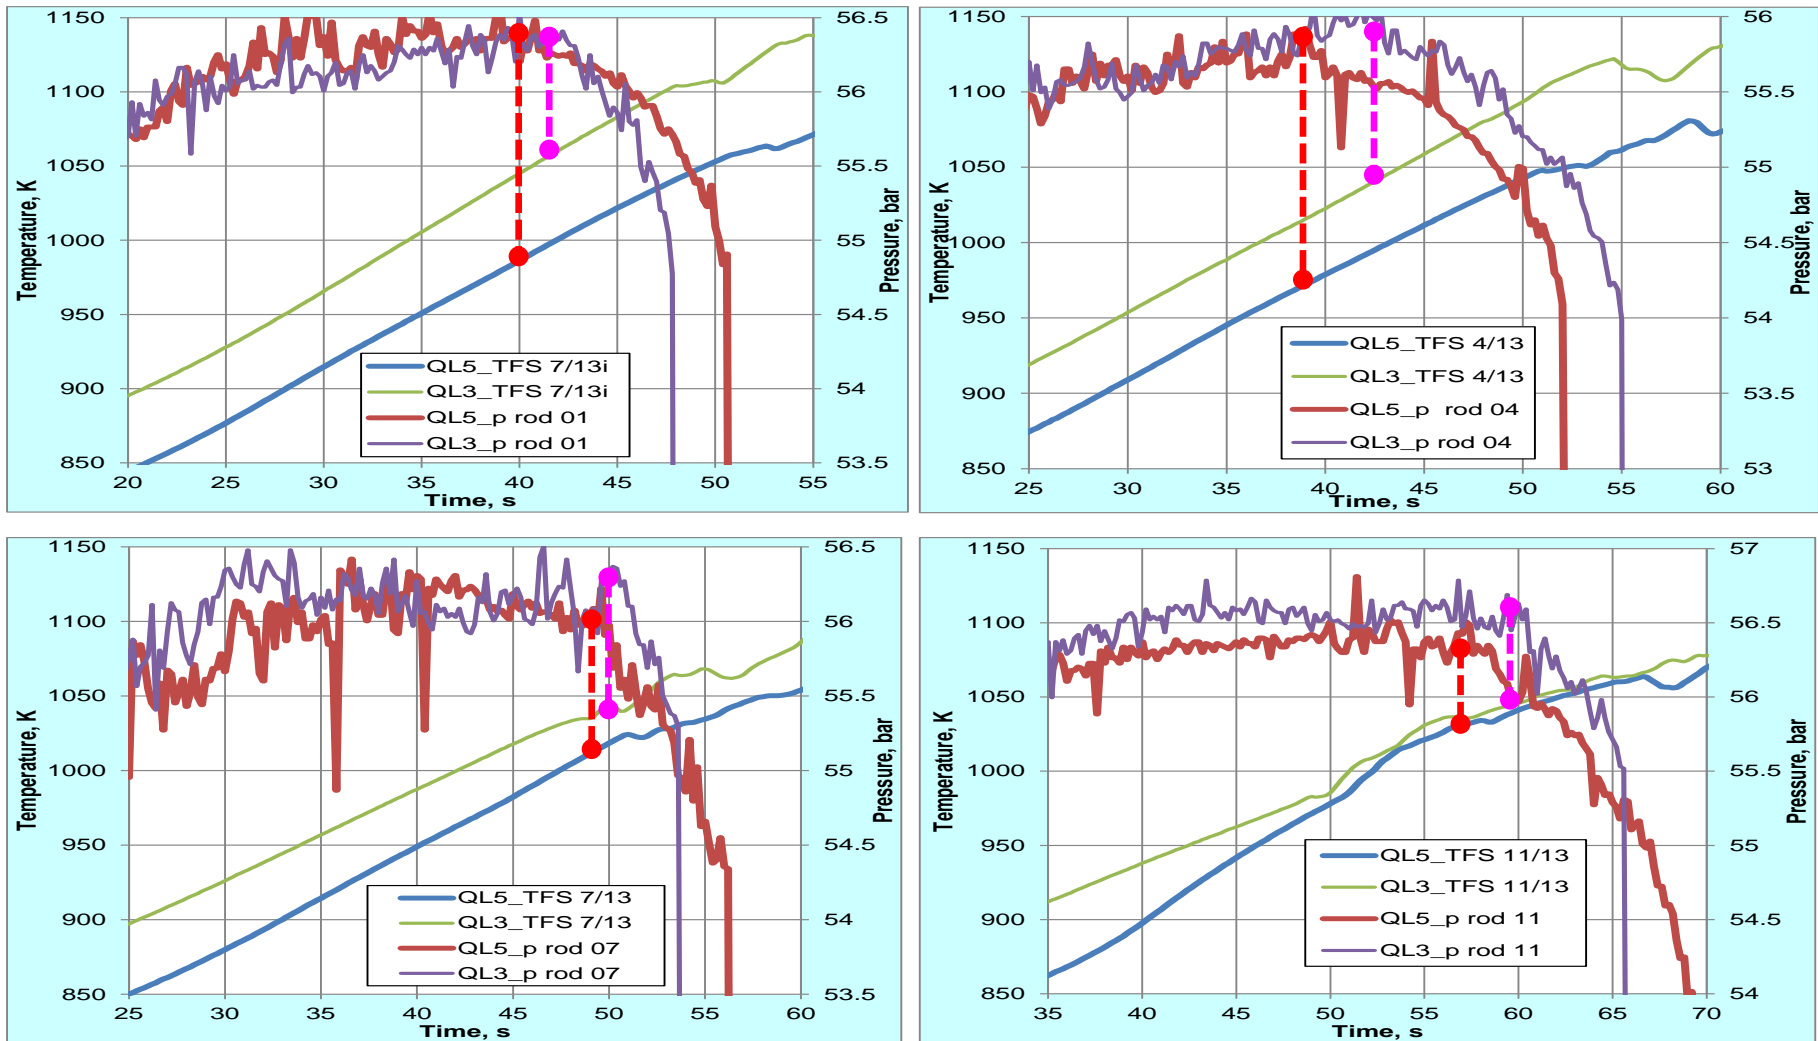 1150
1100
1050
1000
950
900
850
56.5
56
55.5
55
54.5
54
53.5
20 25 30 35 40 45 50 55
Temperature, K
Pressure, bar
Time, s
QL5_TFS 7/13i
QL3_TFS 7/13i
QL5_p rod 01
QL3_p rod 01
1150
1100
1050
1000
950
900
850
56
55.5
55
54.5
54
53.5
53
25 30 35 40 45 50 55 60
Temperature, K
Pressure, bar
Time, s
QL5_TFS 4/13
QL3_TFS 4/13
QL5_p rod 04
QL3_p rod 04
1150
1100
1050
1000
950
900
850
56.5
56
55.5
55
54.5
54
53.5
25 30 35 40 45 50 55 60
Temperature, K
Pressure, bar
Time, s
QL5_TFS 7/13
QL3_TFS 7/13
QL5_p rod 07
QL3_p rod 07
1150
1100
1050
1000
950
900
850
57
56.5
56
55.5
55
54.5
54
35 40 45 50 55 60 65 70
Temperature, K
Pressure, bar
Time, s
QL5_TFS 11/13
QL3_TFS 11/13
QL5_p rod 11
QL3_p rod 11